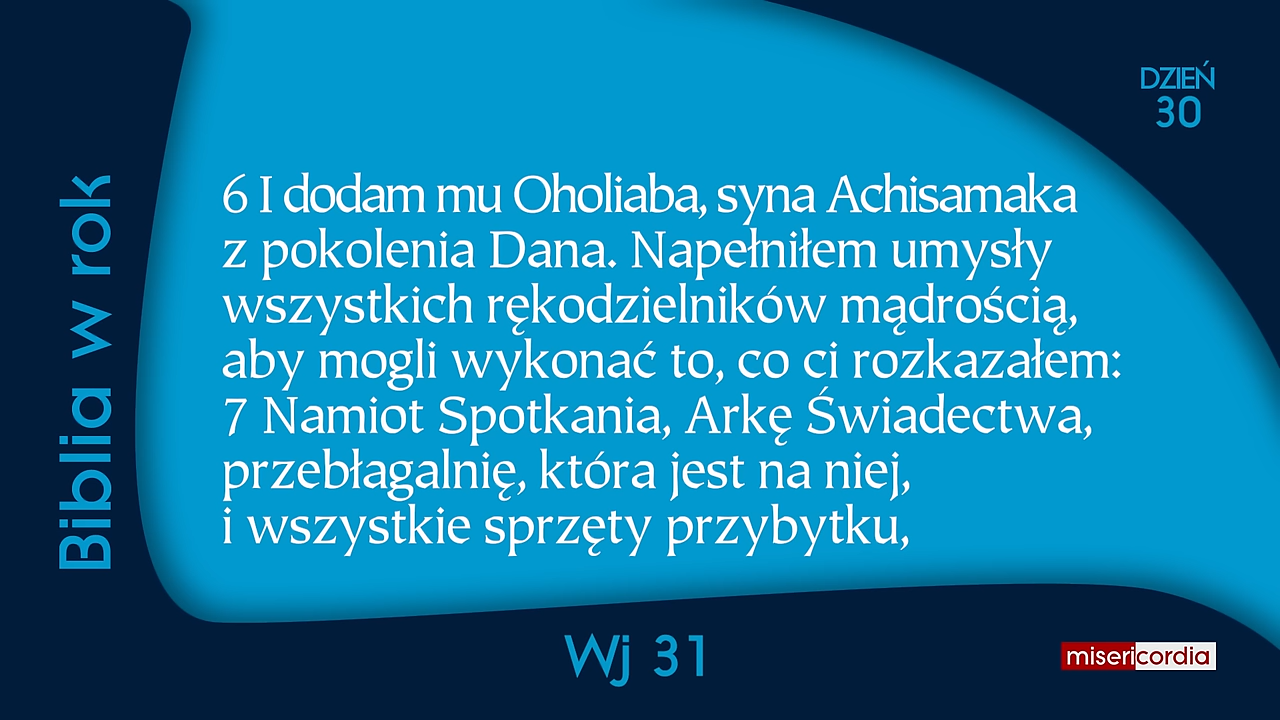 DZIEŃ
30
Biblia w rok
6 I dodam mu Oholiaba, syna Achisamaka
z pokolenia Dana. Napełniłem umysły
wszystkich rękodzielników mądrością,
aby mogli wykonać to, co ci rozkazałem:
7 Namiot Spotkania, Arkę Świadectwa,
przebłagalnię, która jest na niej,
i wszystkie sprzęty przybytku,
Wj 31
misericordia